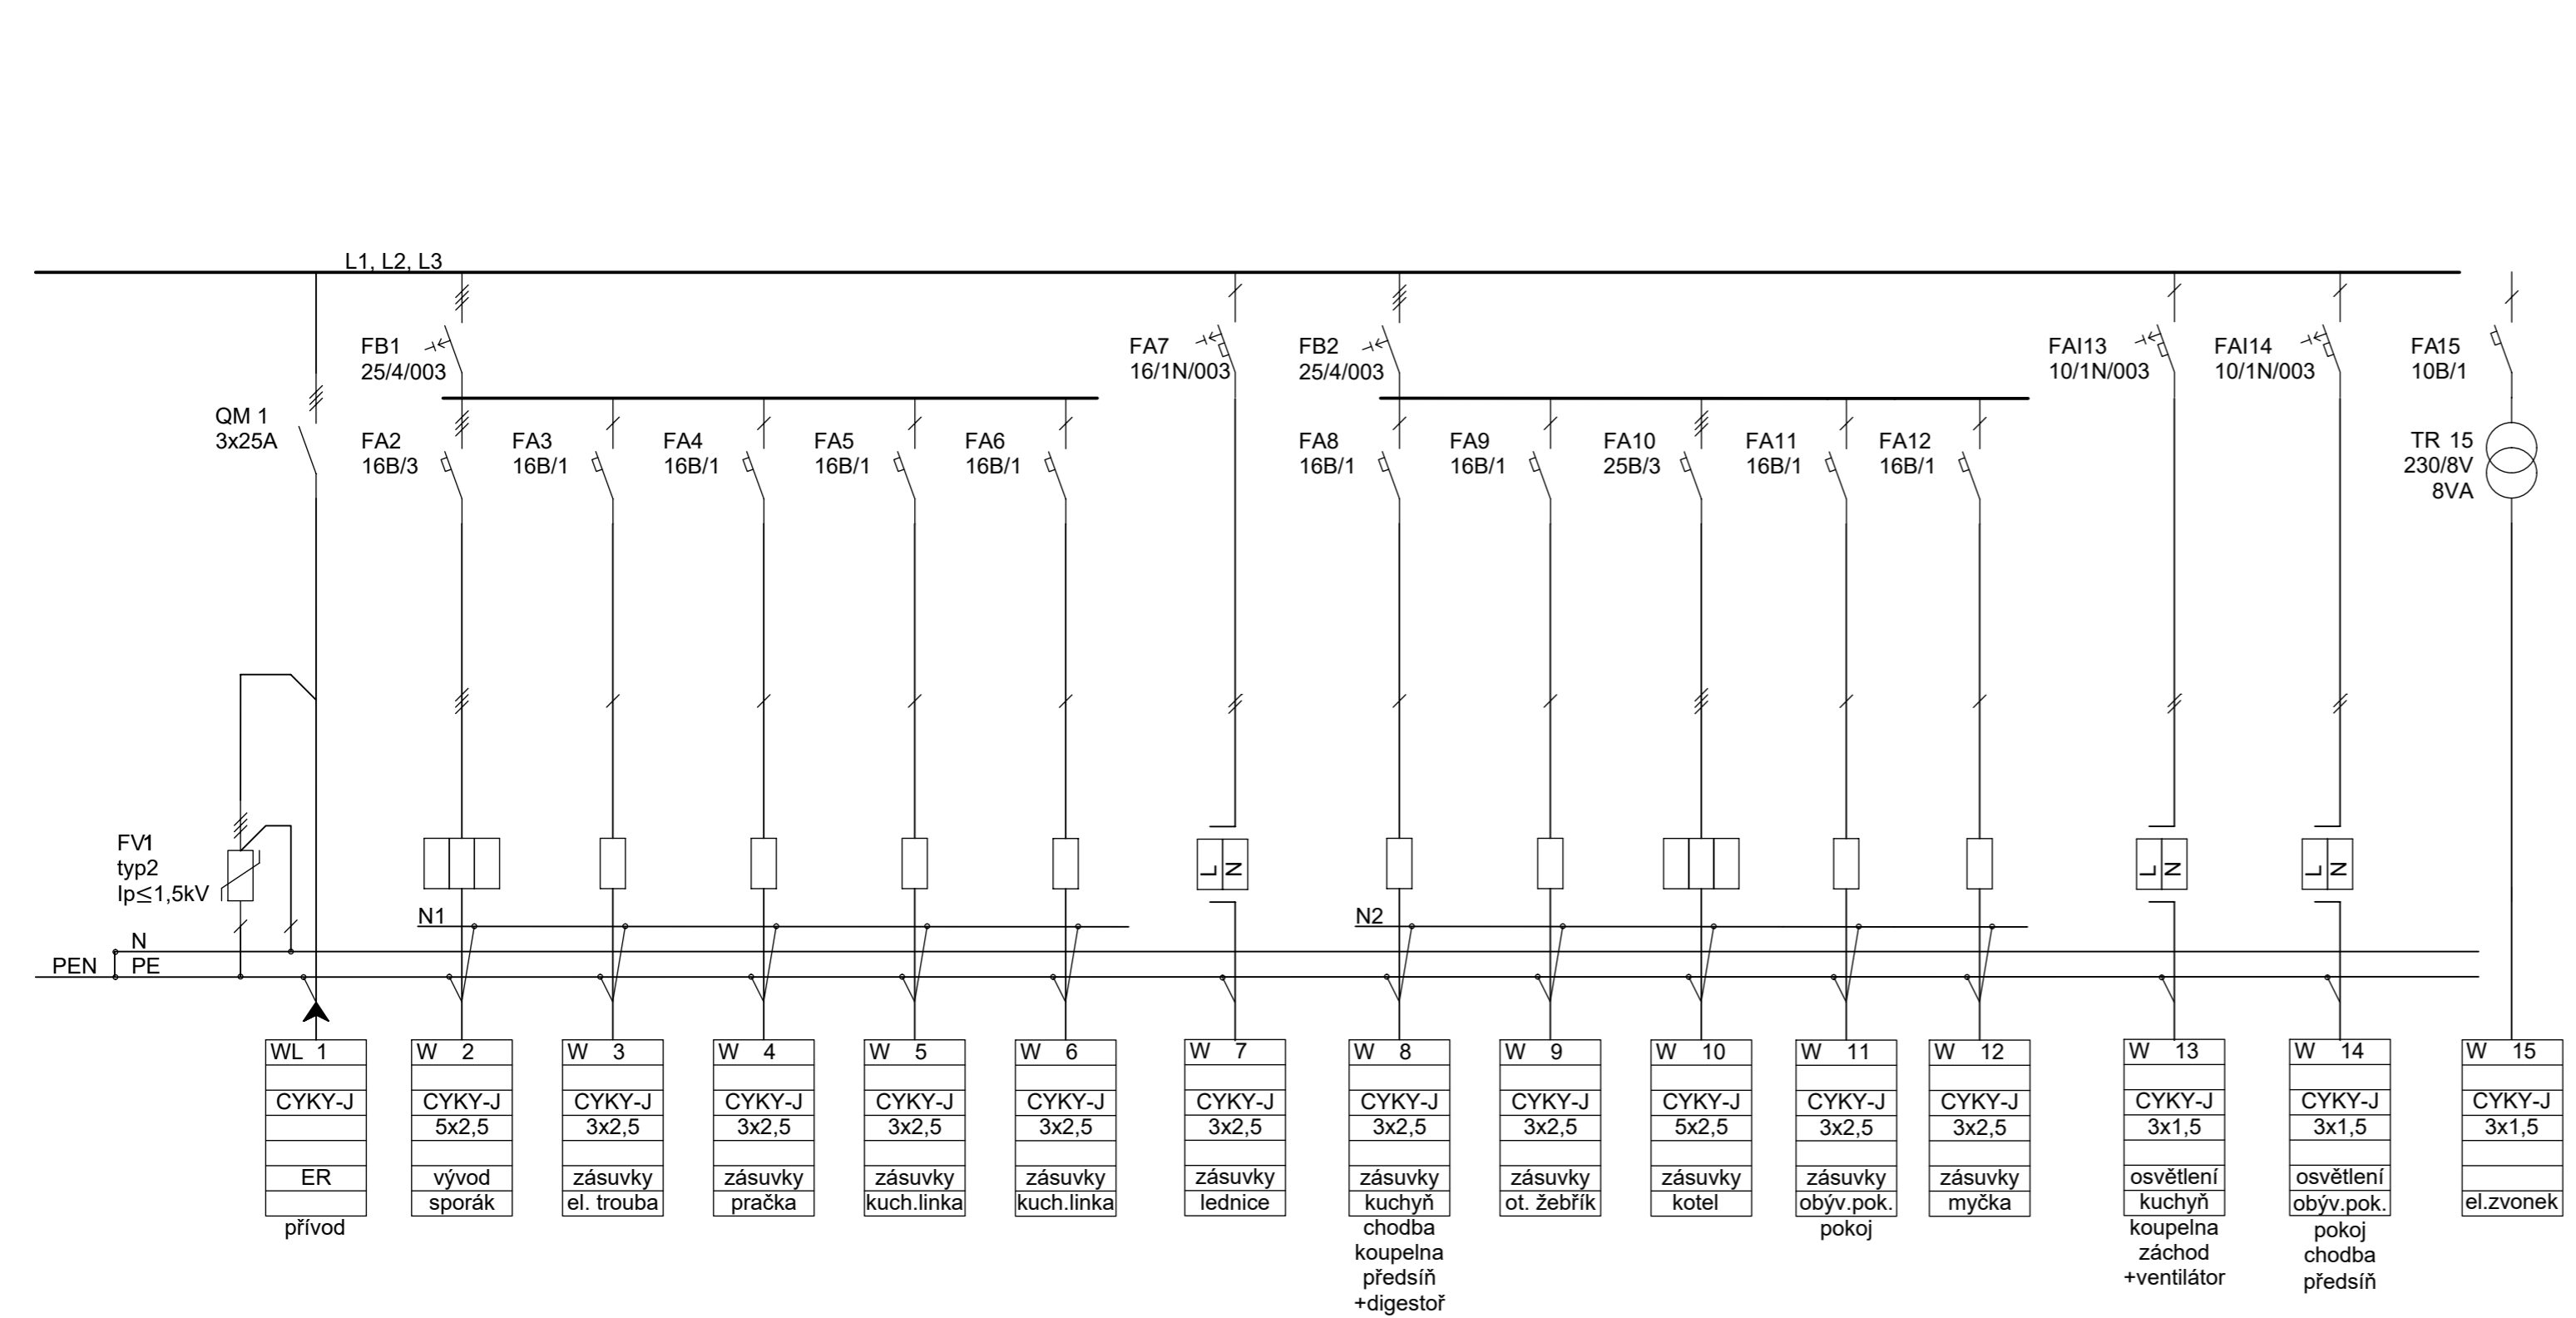 L1, L2, L3
FB1
25/4/003
FA7
16/1N/003
FB2
25/4/003
FAI13
10/1N/003
FAI14
10/1N/003
FA15
10B/1
QM 1
3x25A
FA2
16B/3
FA3
16B/1
FA4
16B/1
FA5
16B/1
FA6
16B/1
FA8
16B/1
FA9
16B/1
FA10
25B/3
FA11
16B/1
FA12
16B/1
TR 15
230/8V
8VA
FV1
typ2
Ip≤1,5kV
L N
L N
L N
N1
N2
N
PEN PE
WL 1
CYKY-J
ER
přívod
W 2
CYKY-J
5x2,5
vývod
sporák
W 3
CYKY-J
3x2,5
zásuvky
el. trouba
W 4
CYKY-J
3x2,5
zásuvky
pračka
W 5
CYKY-J
3x2,5
zásuvky
kuch.linka
W 6
CYKY-J
3x2,5
zásuvky
kuch.linka
W 7
CYKY-J
3x2,5
zásuvky
lednice
W 8
CYKY-J
3x2,5
zásuvky
kuchyň
chodba
koupelna
předsíň
+digestoř
W 9
CYKY-J
3x2,5
zásuvky
ot. žebřík
W 10
CYKY-J
5x2,5
zásuvky
kotel
W 11
CYKY-J
3x2,5
zásuvky
obýv.pok.
pokoj
W 12
CYKY-J
3x2,5
zásuvky
myčka
W 13
CYKY-J
3x1,5
osvětlení
kuchyň
koupelna
záchod
+ventilátor
W 14
CYKY-J
3x1,5
osvětlení
obýv.pok.
pokoj
chodba
předsíň
W 15
CYKY-J
3x1,5
el.zvonek